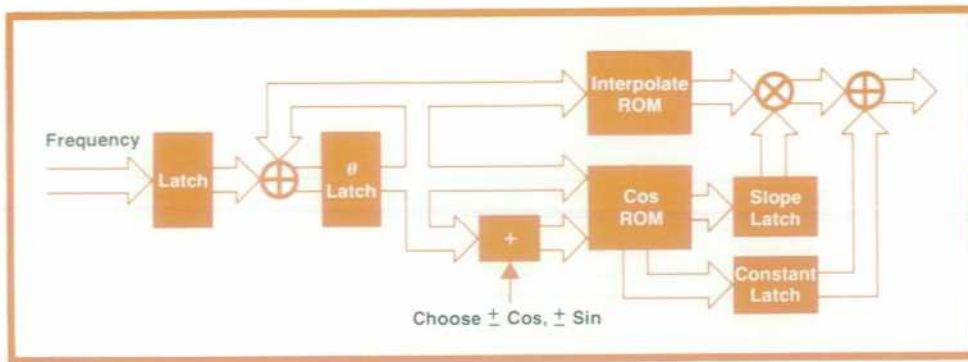 Frequency
Latch
θ
Latch
+
Choose ± Cos, ± Sin
Interpolate
ROM
Cos
ROM
Slope
Latch
Constant
Latch